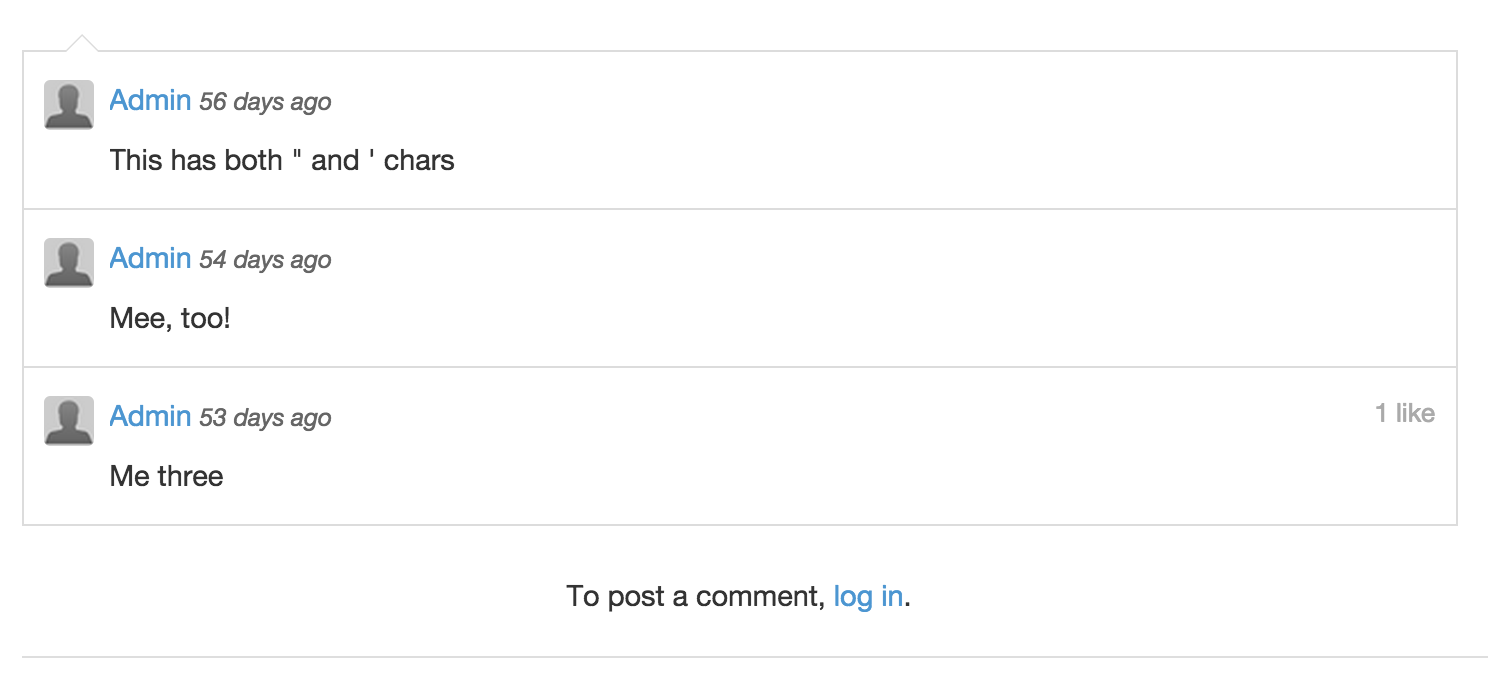 Admin 56 days ago
This has both " and ' chars
Admin 54 days ago
Mee, too!
Admin 53 days ago 1 like
Me three
To post a comment, log in.